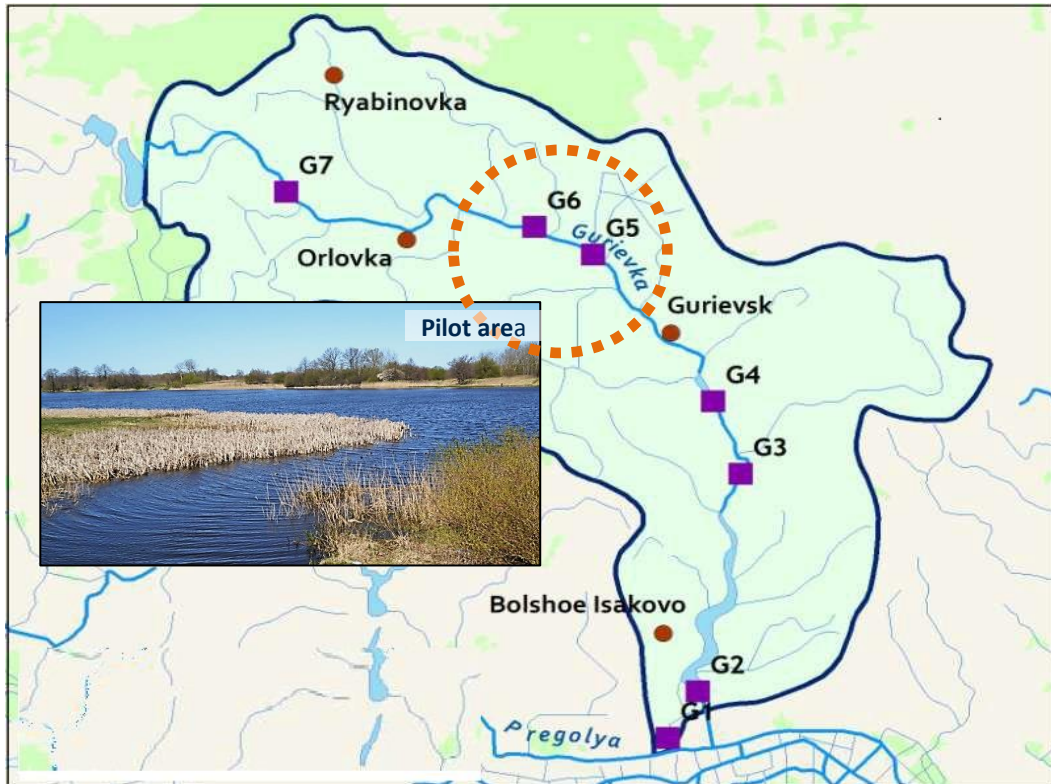 Ryabinovka
G7
G6
G5
Gurievka
Orlovka
Gurievsk
Pilot area
G4
G3
Bolshoe Isakovo
G2
G1
Pregolya